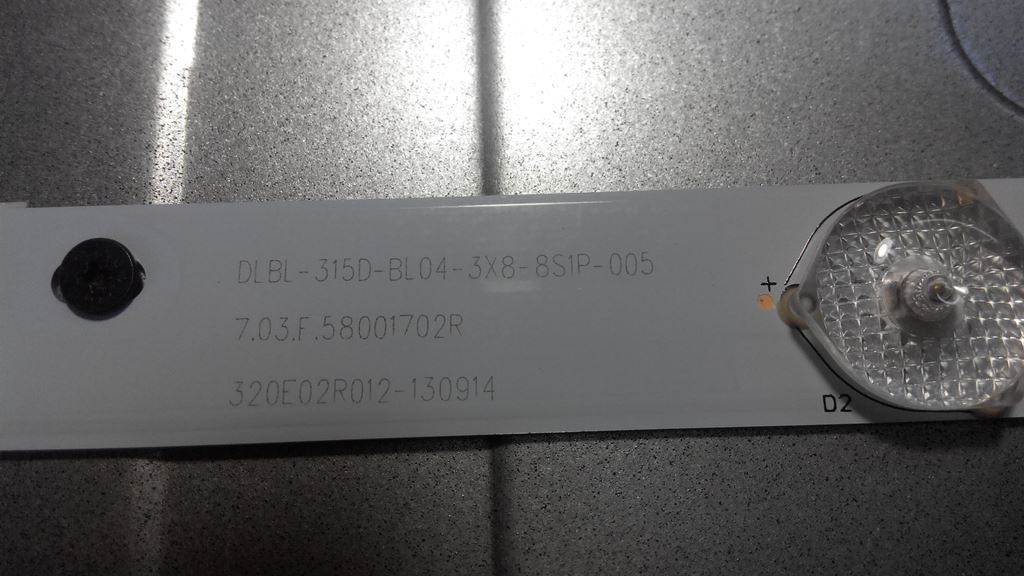 DLBL-315D-BL04-3X8-8S1P-005
7.03.F.58001702R
320E02R012-130914
+
D2